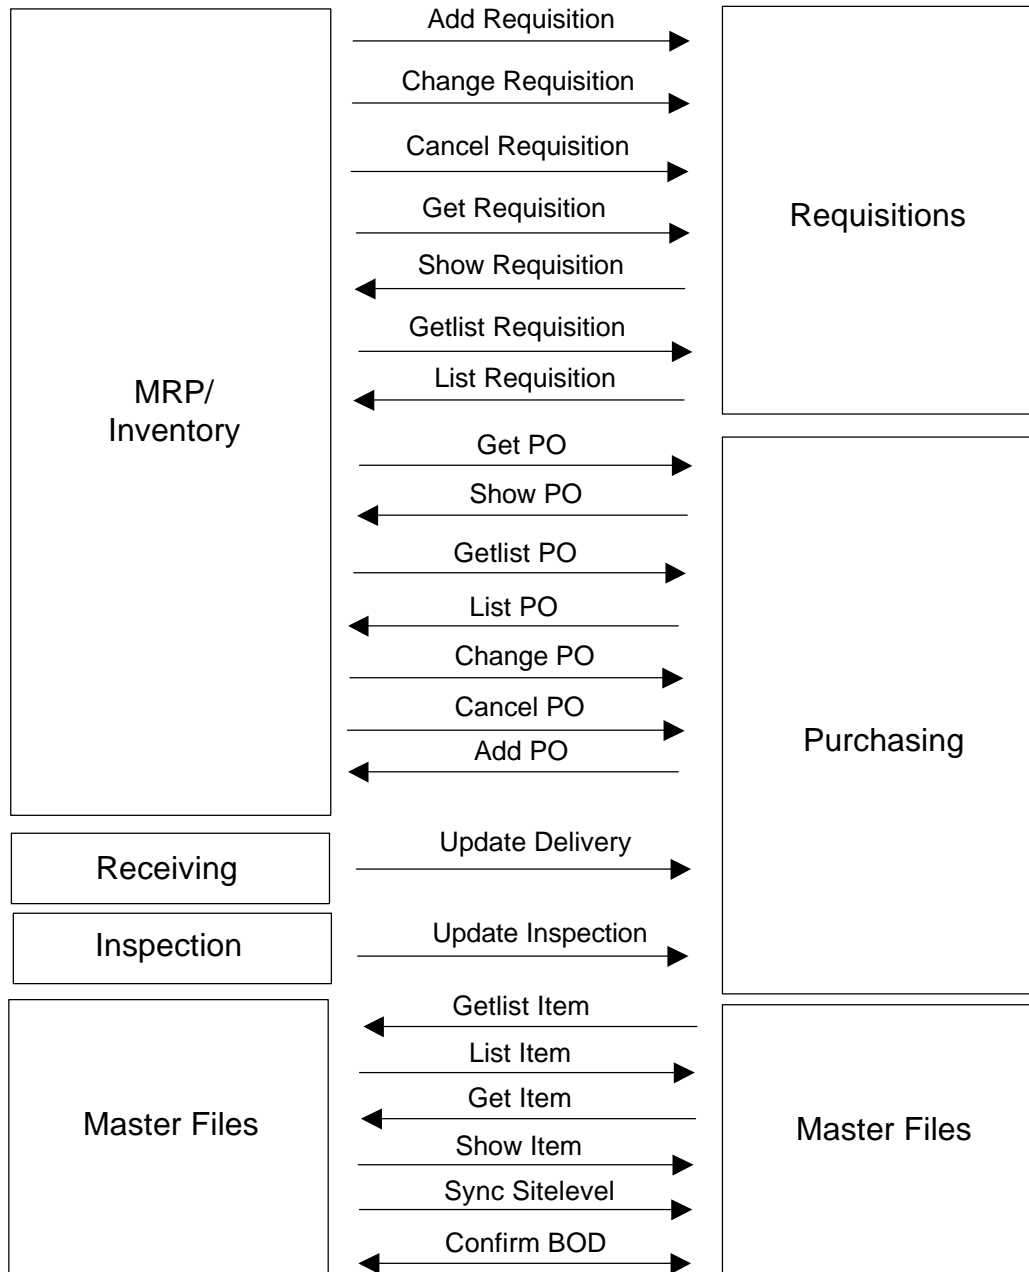 Add Requisition
Change Requisition
Cancel Requisition
Get Requisition
Requisitions
Show Requisition
Getlist Requisition
List Requisition
MRP/
Inventory
Get PO
Show PO
Getlist PO
List PO
Change PO
Cancel PO
Add PO
Purchasing
Update Delivery
Receiving
Update Inspection
Inspection
Getlist Item
List Item
Get Item
Master Files
Master Files
Show Item
Sync Sitelevel
Confirm BOD